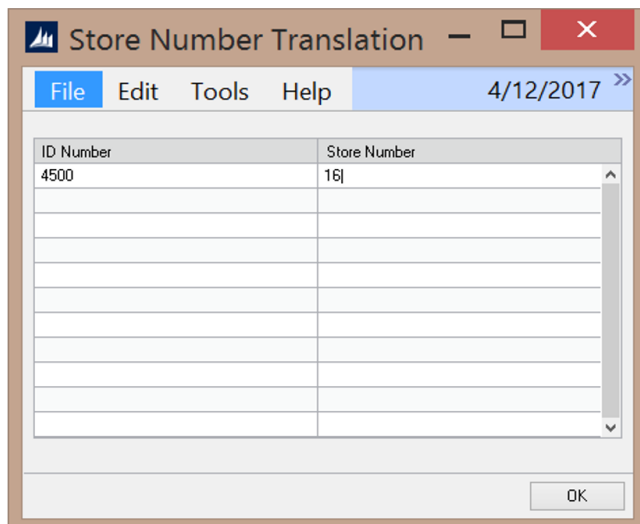 Store Number Translation
File Edit Tools Help 4/12/2017 »
ID Number Store Number
4500 16
OK